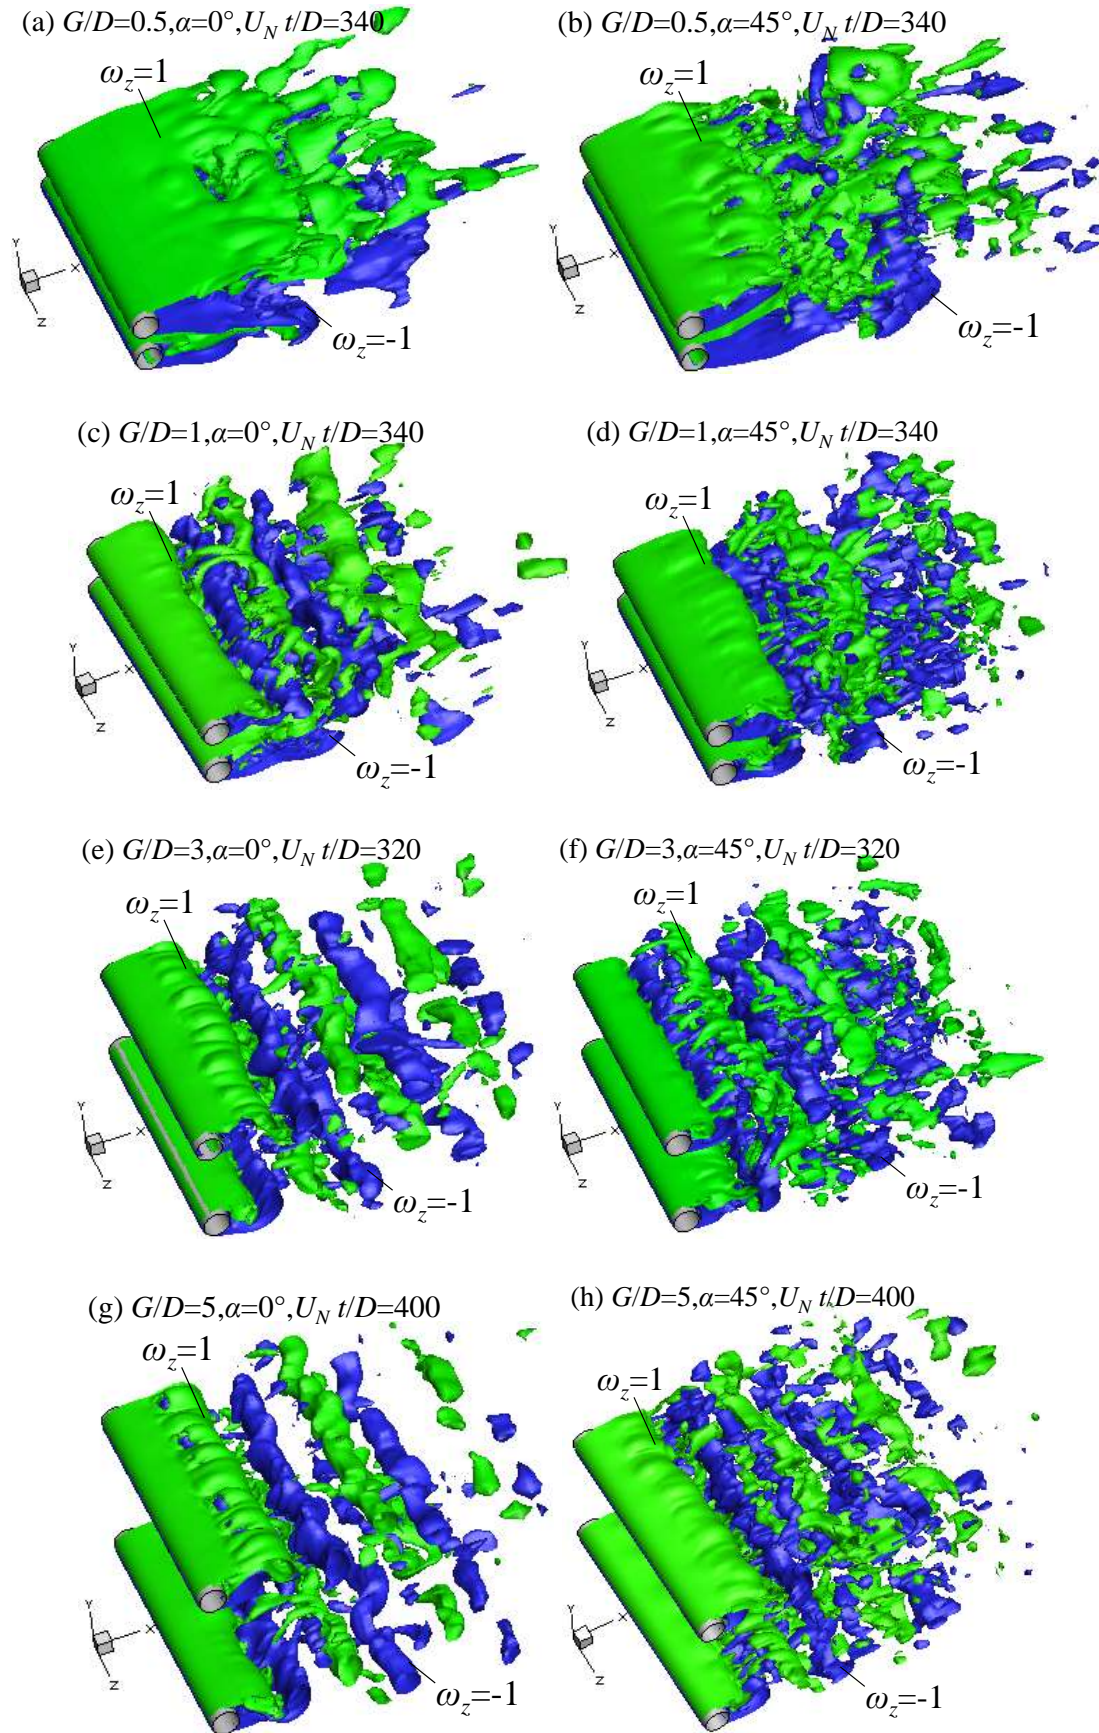 (a) G/D=0.5,α=0°,U_N t/D=340
(b) G/D=0.5,α=45°,U_N t/D=340
ω_z=1
ω_z=1
Y
X
Z
Y
X
Z
ω_z=-1
ω_z=-1
(c) G/D=1,α=0°,U_N t/D=340
(d) G/D=1,α=45°,U_N t/D=340
ω_z=1
ω_z=1
Y
X
Z
Y
X
Z
ω_z=-1
ω_z=-1
(e) G/D=3,α=0°,U_N t/D=320
(f) G/D=3,α=45°,U_N t/D=320
ω_z=1
ω_z=1
Y
X
Z
Y
X
Z
ω_z=-1
ω_z=-1
(g) G/D=5,α=0°,U_N t/D=400
(h) G/D=5,α=45°,U_N t/D=400
ω_z=1
ω_z=1
Y
X
Z
Y
X
Z
ω_z=-1
ω_z=-1